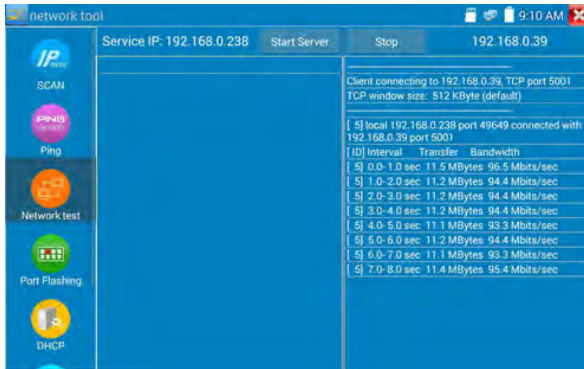 network tool
9:10 AM
Service IP: 192.168.0.238
Start Server
Stop
192.168.0.39
IP
SCAN
PING
Ping
Network test
Port Flashing
DHCP
Client connecting to 192.168.0.39, TCP port 5001
TCP window size: 512 KByte (default)
[ 5] local 192.168.0.238 port 49649 connected with
192.168.0.39 port 5001
[ID] Interval Transfer Bandwidth
[ 5] 0.0- 1.0 sec 11.5 MBytes 96.5 Mbits/sec
[ 5] 1.0- 2.0 sec 11.2 MBytes 94.4 Mbits/sec
[ 5] 2.0- 3.0 sec 11.2 MBytes 94.4 Mbits/sec
[ 5] 3.0- 4.0 sec 11.2 MBytes 94.4 Mbits/sec
[ 5] 4.0- 5.0 sec 11.1 MBytes 93.3 Mbits/sec
[ 5] 5.0- 6.0 sec 11.2 MBytes 94.4 Mbits/sec
[ 5] 6.0- 7.0 sec 11.1 MBytes 93.3 Mbits/sec
[ 5] 7.0- 8.0 sec 11.4 MBytes 95.4 Mbits/sec